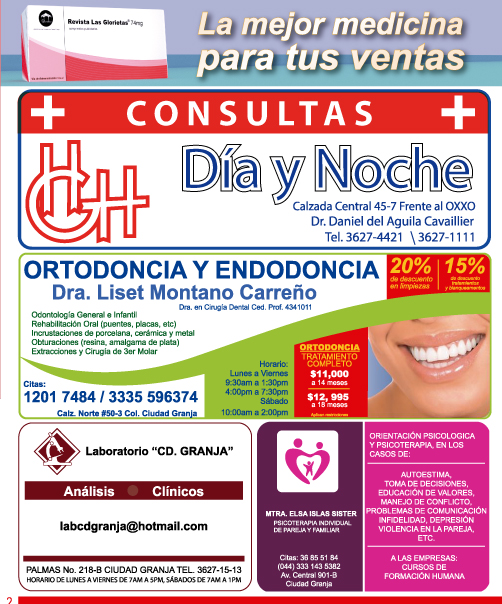 Revista Las Glorietas 74mg
La mejor medicina
para tus ventas
CONSULTAS
HCH
Día y Noche
Calzada Central 45-7 Frente al OXXO
Dr. Daniel del Aguila Cavaillier
Tel. 3627-4421 \ 3627-1111
ORTODONCIA Y ENDODONCIA
Dra. Liset Montano Carreño
Dra. en Cirugía Dental Ced. Prof. 4341011
20%
de descuento
en limpiezas
15%
de descuento
tratamientos
y blanqueamientos
Odontología General e Infantil
Rehabilitación Oral (puentes, placas, etc)
Incrustaciones de porcelana, cerámica y metal
Obturaciones (resina, amalgama de plata)
Extracciones y Cirugía de 3er Molar
Citas:
1201 7484 / 3335 596374
Calz. Norte #50-3 Col. Ciudad Granja
Horario:
Lunes a Viernes
9:30am a 1:30pm
4:00pm a 7:30pm
Sábado
10:00am a 2:00pm
ORTODONCIA
TRATAMIENTO
COMPLETO
$11,000
a 14 meses
$12,995
a 18 meses
Aplican restricciones
Laboratorio "CD. GRANJA"
Análisis Clínicos
labcdgranja@hotmail.com
PALMAS No. 218-B CIUDAD GRANJA TEL. 3627-15-13
HORARIO DE LUNES A VIERNES DE 7AM A 5PM, SÁBADOS DE 7AM A 1PM
MTRA. ELSA ISLAS SISTER
PSICOTERAPIA INDIVIDUAL
DE PAREJA Y FAMILIAR
Citas: 36 85 51 84
(044) 333 143 5382
Av. Central 901-B
Ciudad Granja
ORIENTACIÓN PSICOLOGICA
Y PSICOTERAPIA, EN LOS
CASOS DE:
AUTOESTIMA,
TOMA DE DECISIONES,
EDUCACIÓN DE VALORES,
MANEJO DE CONFLICTO,
PROBLEMAS DE COMUNICACIÓN
INFIDELIDAD, DEPRESIÓN
VIOLENCIA EN LA PAREJA,
ETC.
A LAS EMPRESAS:
CURSOS DE
FORMACIÓN HUMANA
2